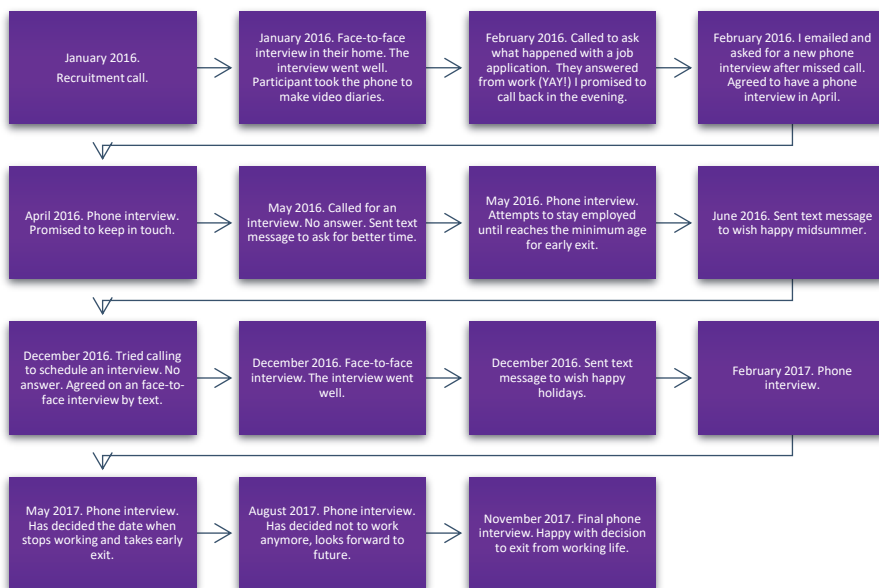 January 2016.
Recruitment call.
January 2016. Face-to-face
interview in their home. The
interview went well.
Participant took the phone to
make video diaries.
February 2016. Called to ask
what happened with a job
application.  They answered
from work (YAY!) I promised to
call back in the evening.
February 2016. I emailed and
asked for a new phone
interview after missed call.
Agreed to have a phone
interview in April.
April 2016. Phone interview.
Promised to keep in touch.
May 2016. Called for an
interview. No answer. Sent text
message to ask for better time.
May 2016. Phone interview.
Attempts to stay employed
until reaches the minimum age
for early exit.
June 2016. Sent text message
to wish happy midsummer.
December 2016. Tried calling
to schedule an interview. No
answer. Agreed on an face-to-
face interview by text.
December 2016. Face-to-face
interview. The interview went
well.
December 2016. Sent text
message to wish happy
holidays.
February 2017. Phone
interview.
May 2017. Phone interview.
Has decided the date when
stops working and takes early
exit.
August 2017. Phone interview.
Has decided not to work
anymore, looks forward to
future.
November 2017. Final phone
interview. Happy with decision
to exit from working life.